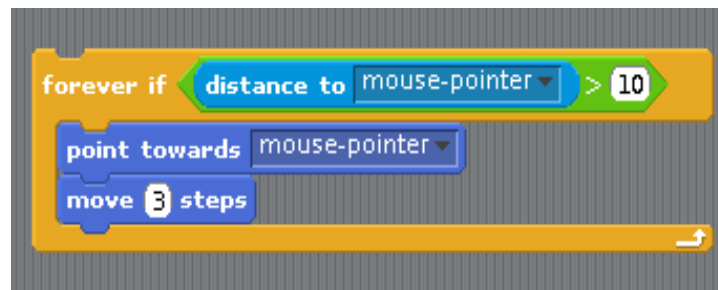 forever if distance to mouse-pointer > 10
point towards mouse-pointer
move 3 steps